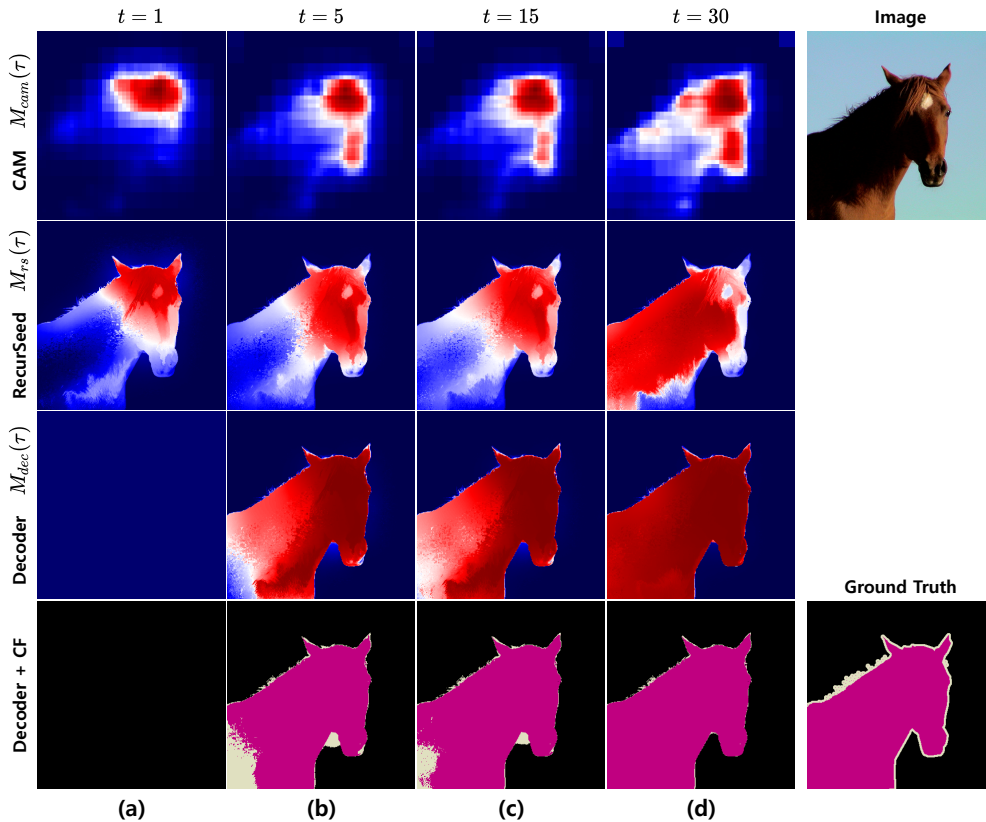 t = 1
t = 5
t = 15
t = 30
Image
CAM M_cam(τ)
RecurSeed M_rs(τ)
Decoder M_dec(τ)
Ground Truth
Decoder + CF
(a)
(b)
(c)
(d)